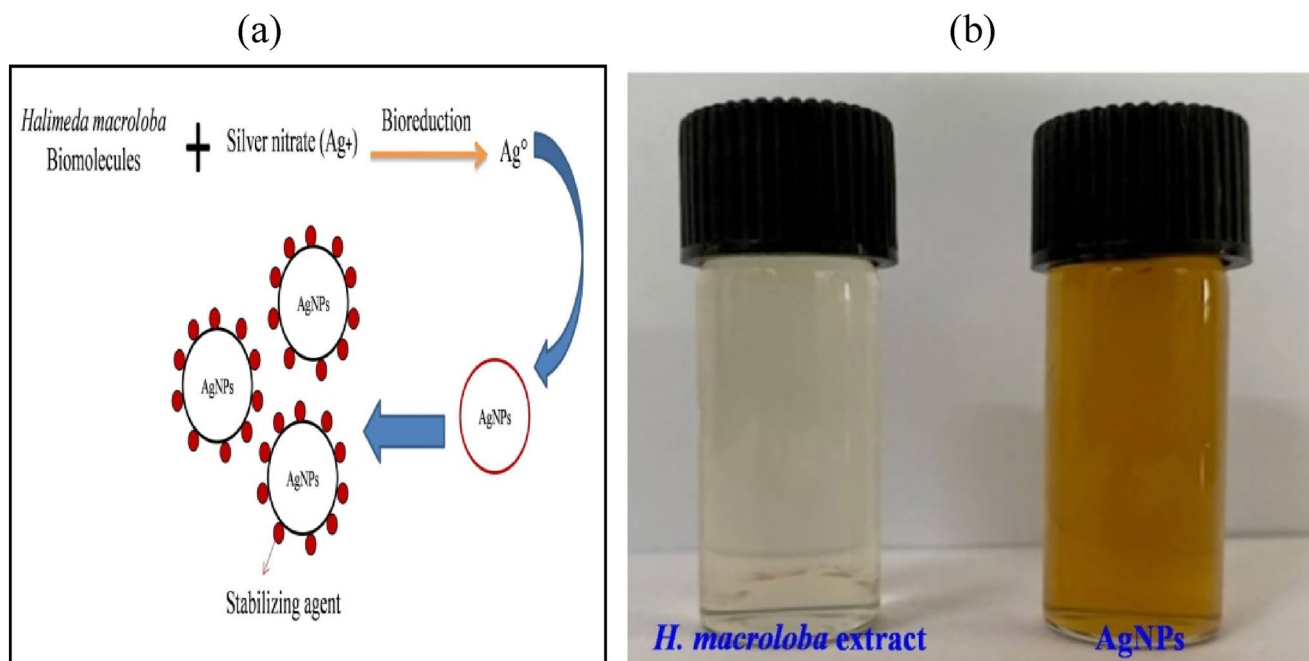 (a)
Halimeda macroloba
Biomolecules
+
Silver nitrate (Ag+)
Bioreduction
Ag°
AgNPs
AgNPs
AgNPs
AgNPs
Stabilizing agent
(b)
H. macroloba extract
AgNPs